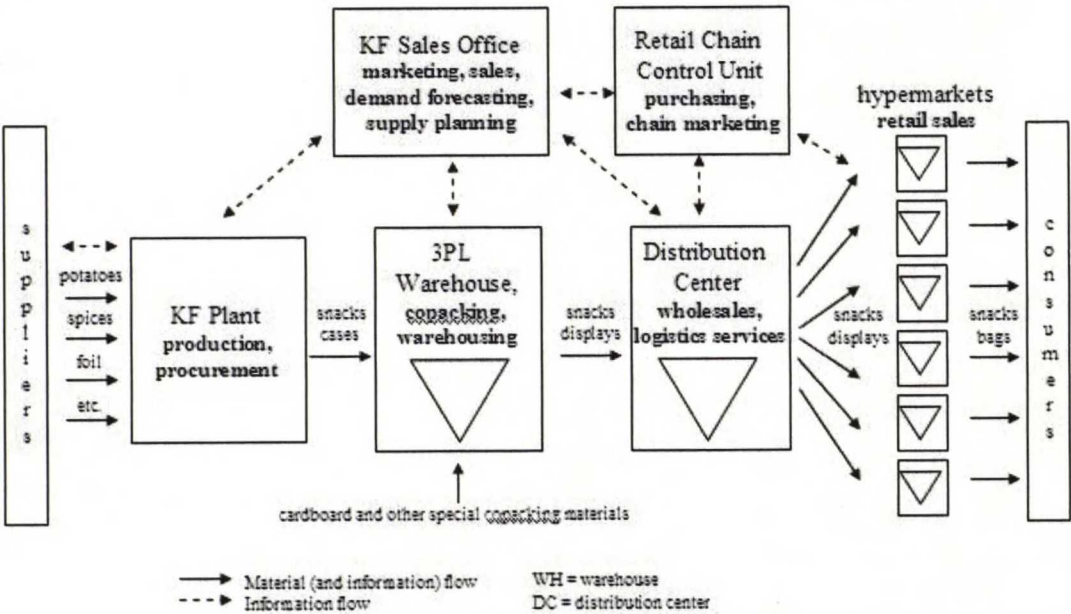 KF Sales Office
marketing, sales,
demand forecasting,
supply planning
Retail Chain
Control Unit
purchasing,
chain marketing
hypermarkets
retail sales
suppliers
potatoes
spices
foil
etc.
KF Plant
production,
procurement
snacks
cases
3PL
Warehouse,
copacking,
warehousing
snacks
displays
Distribution
Center
wholesales,
logistics services
snacks
displays
snacks
bags
consumers
cardboard and other special copacking materials
Material (and information) flow
Information flow
WH = warehouse
DC = distribution center